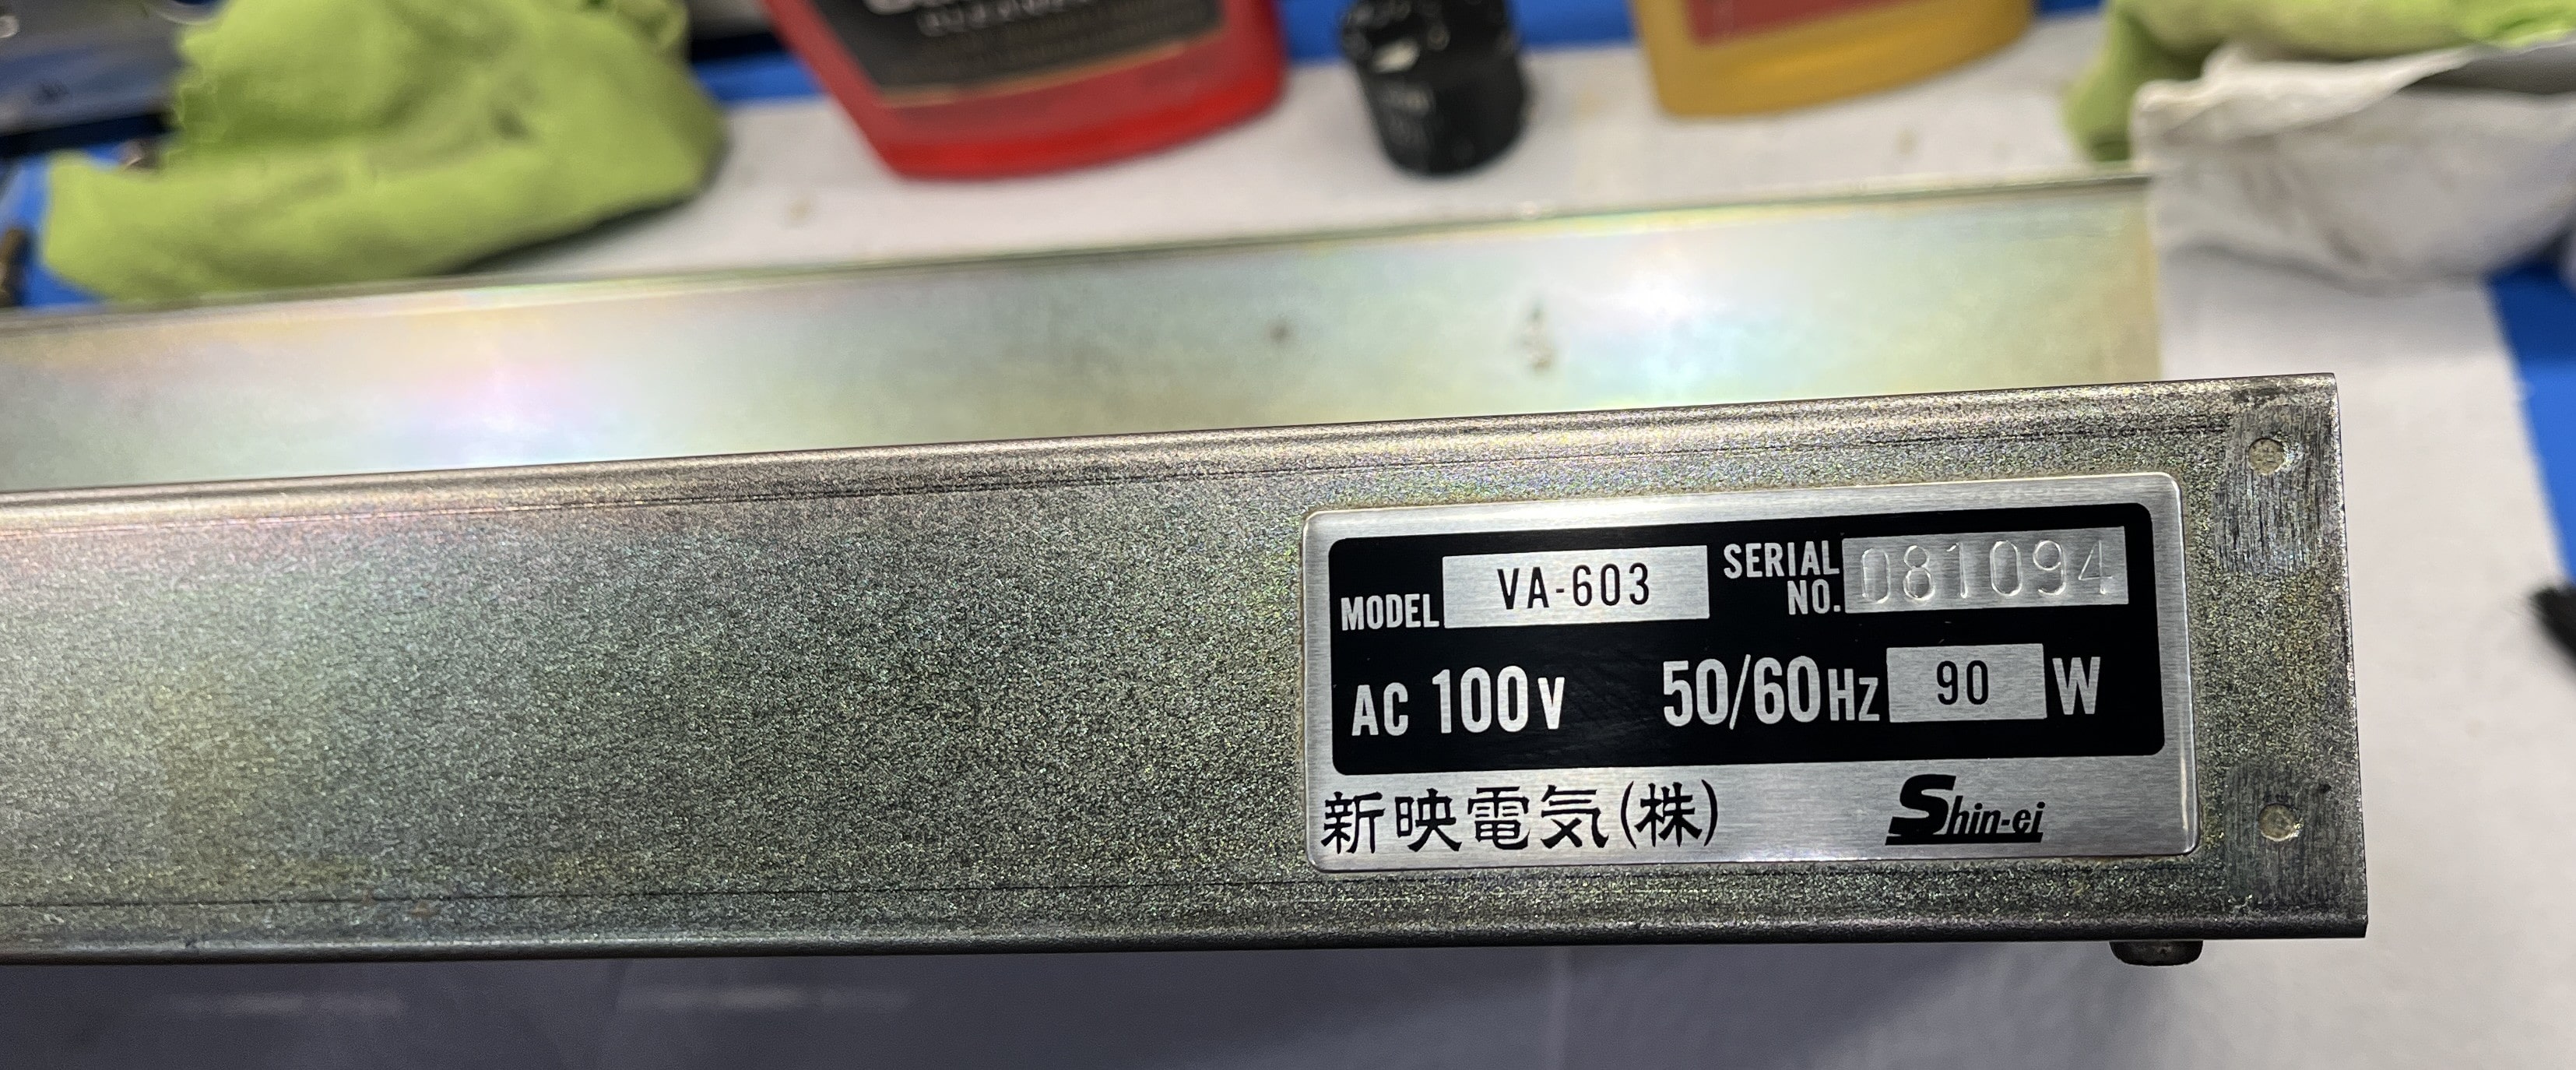 MODEL VA-603 SERIAL NO. 081094
AC 100V 50/60Hz 90 W
新映電気(株) Shin-ei